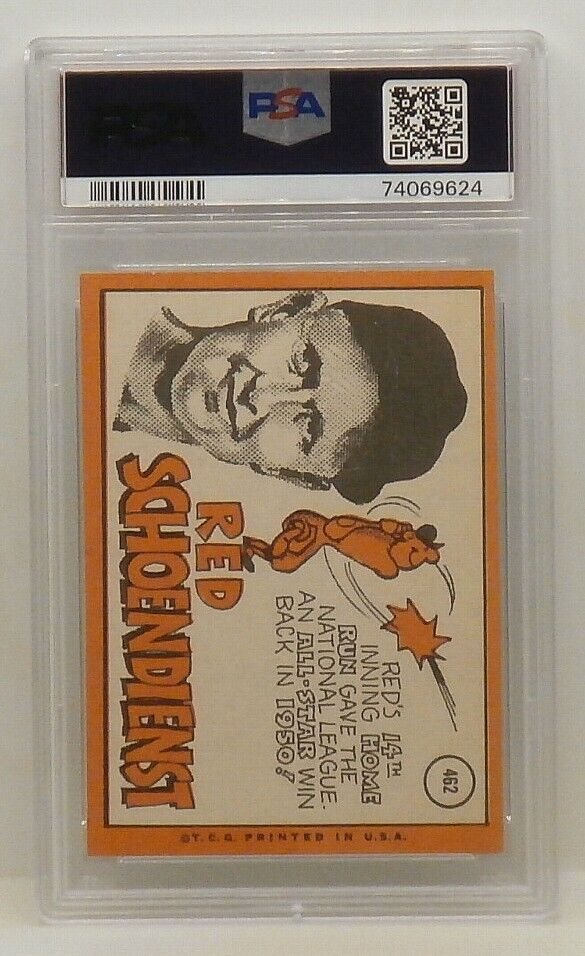 PSA
PSA
74069624
462
RED'S 14TH
INNING HOME
RUN GAVE THE
NATIONAL LEAGUE
AN ALL-STAR WIN
BACK IN 1950!
RED
SCHOENDIENST
©T.C.G. PRINTED IN U.S.A.